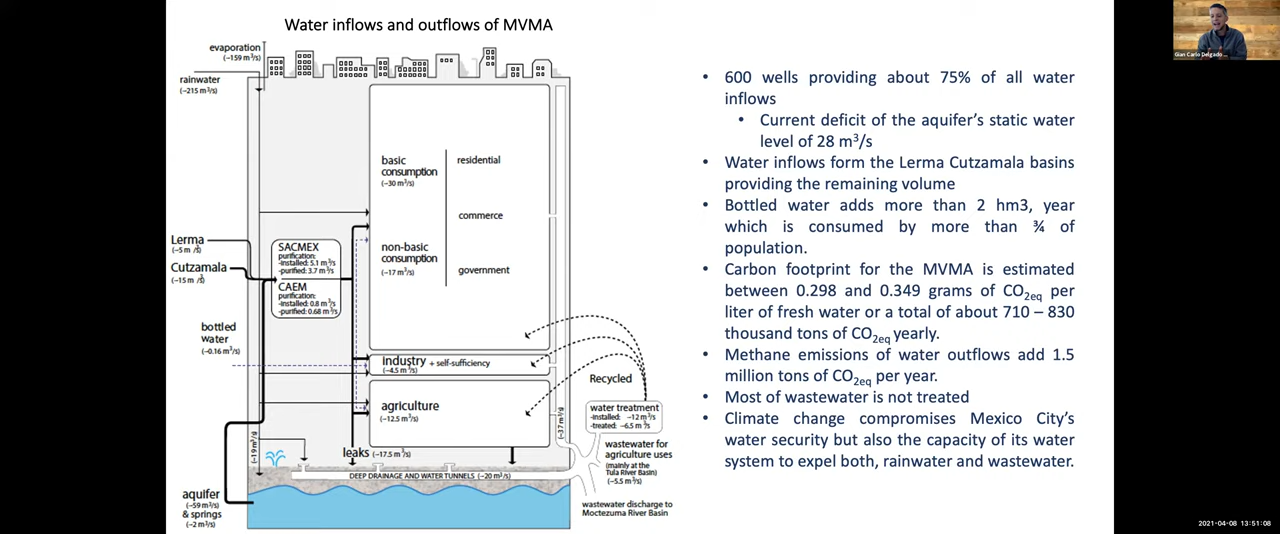 Water inflows and outflows of MVMA
evaporation
(~159 m³/s)
rainwater
(~215 m³/s)
basic
consumption
(~30 m³/s)
residential
commerce
non-basic
consumption
(~17 m³/s)
government
Lerma
(~5 m³/s)
Cutzamala
(~15 m³/s)
SACMEX
purification:
-installed: 5.1 m³/s
-purified: 3.7 m³/s
CAEM
purification:
-installed: 0.8 m³/s
-purified: 0.68 m³/s
bottled
water
(~0.16 m³/s)
industry + self-sufficiency
(~4.5 m³/s)
agriculture
(~12.5 m³/s)
Recycled
water treatment
-installed: ~12 m³/s
-treated: ~6.5 m³/s
(~37 m³/s)
(~19 m³/s)
wastewater for
agriculture uses
(mainly at the
Tula River Basin)
(~5.5 m³/s)
leaks (~17.5 m³/s)
DEEP DRAINAGE AND WATER TUNNELS (~20 m³/s)
wastewater discharge to
Moctezuma River Basin
aquifer
(~59 m³/s)
& springs
(~2 m³/s)
• 600 wells providing about 75% of all water
inflows
• Current deficit of the aquifer's static water
level of 28 m³/s
• Water inflows form the Lerma Cutzamala basins
providing the remaining volume
• Bottled water adds more than 2 hm3, year
which is consumed by more than ¾ of
population.
• Carbon footprint for the MVMA is estimated
between 0.298 and 0.349 grams of CO2eq per
liter of fresh water or a total of about 710 – 830
thousand tons of CO2eq yearly.
• Methane emissions of water outflows add 1.5
million tons of CO2eq per year.
• Most of wastewater is not treated
• Climate change compromises Mexico City's
water security but also the capacity of its water
system to expel both, rainwater and wastewater.
Gian Carlo Delgado ...
2021-04-08 13:51:08